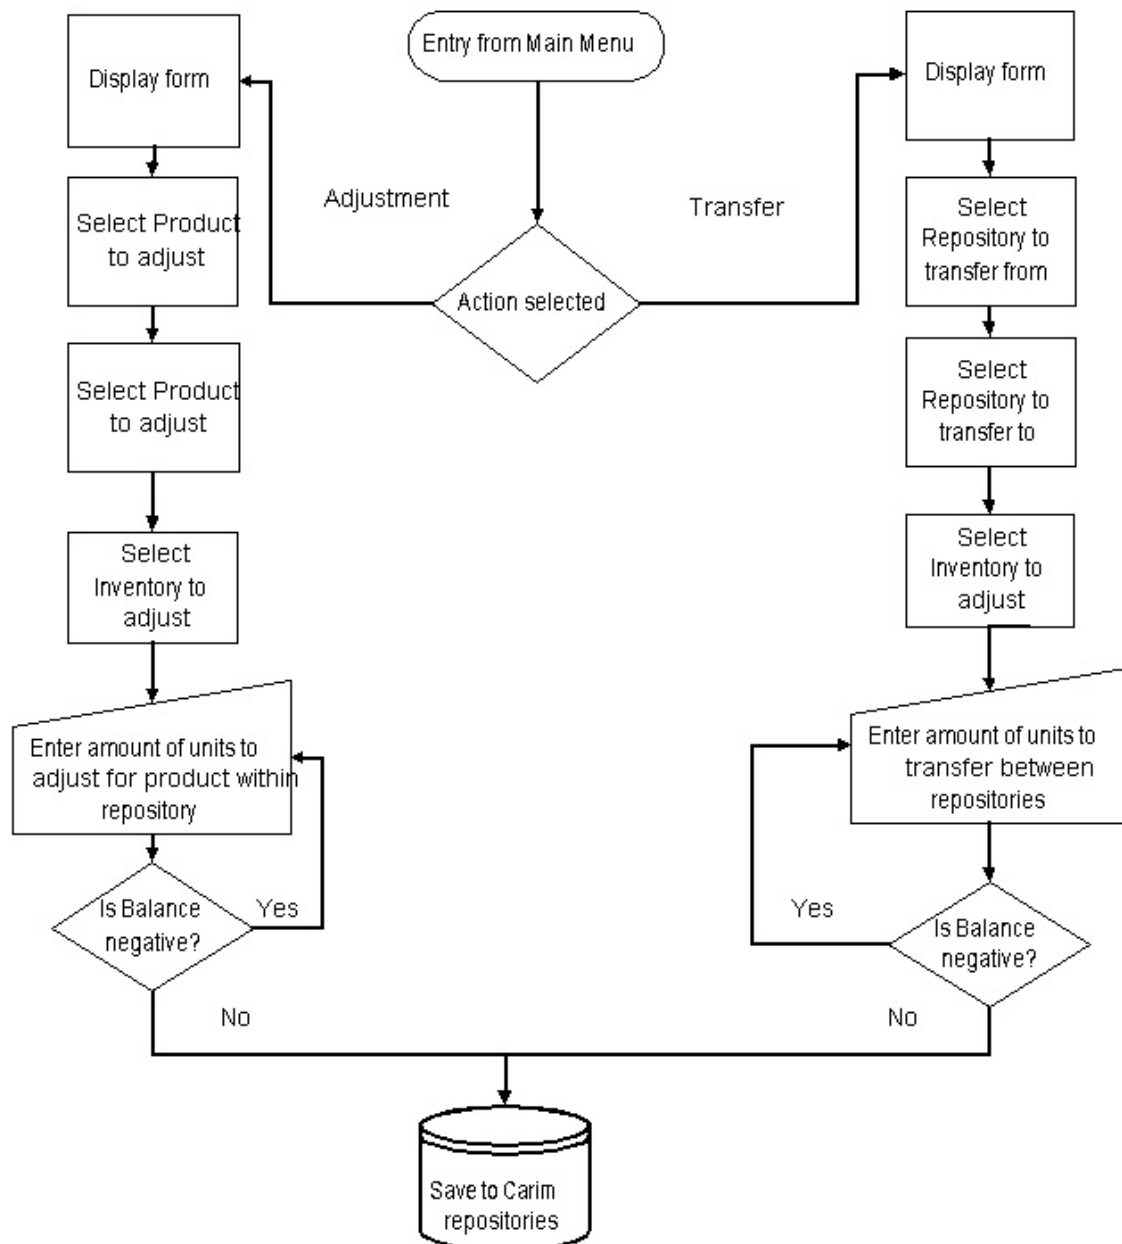 Entry from Main Menu
Display form
Display form
Adjustment
Transfer
Select Product
to adjust
Select
Repository to
transfer from
Action selected
Select Product
to adjust
Select
Repository to
transfer to
Select
Inventory to
adjust
Select
Inventory to
adjust
Enter amount of units to
adjust for product within
repository
Enter amount of units to
transfer between
repositories
Is Balance
negative?
Yes
Yes
Is Balance
negative?
No
No
Save to Carim
repositories